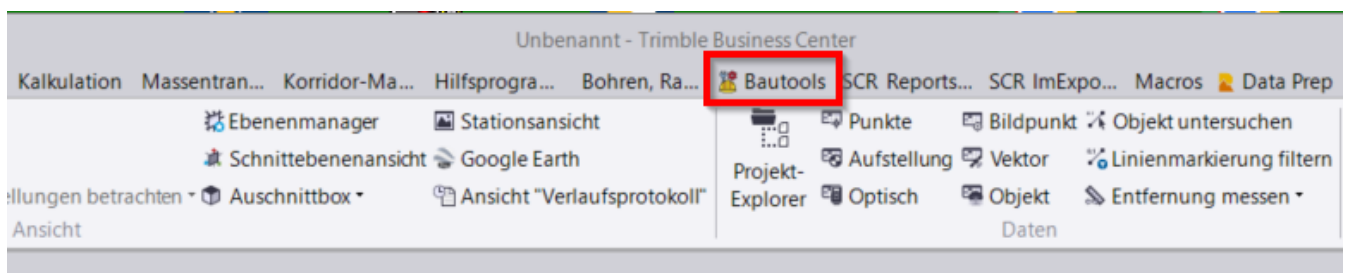 Unbenannt - Trimble Business Center
Kalkulation Massentran... Korridor-Ma... Hilfsprogra... Bohren, Ra... Bautools SCR Reports... SCR ImExpo... Macros Data Prep
Ebenenmanager Stationsansicht Punkte Bildpunkt Objekt untersuchen
Schnittebenenansicht Google Earth Projekt- Aufstellung Vektor Linienmarkierung filtern
ellungen betrachten Auschnittbox Ansicht "Verlaufsprotokoll" Explorer Optisch Objekt Entfernung messen
Ansicht Daten